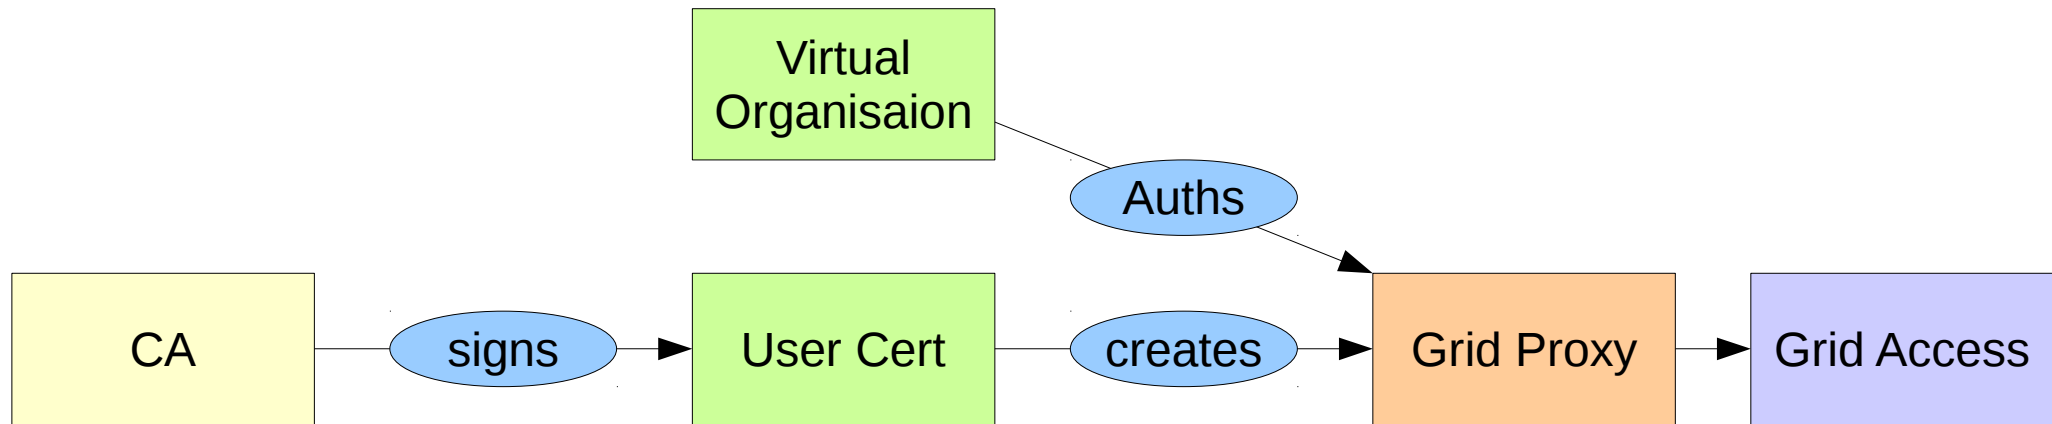 Virtual
Organisaion
Auths
CA
signs
User Cert
creates
Grid Proxy
Grid Access